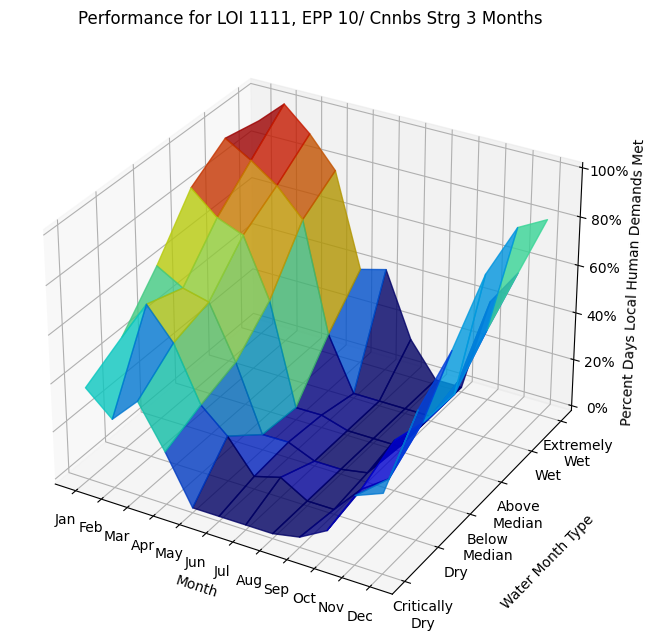 Performance for LOI 1111, EPP 10/ Cnnbs Strg 3 Months
100%
80%
60%
40%
20%
0%
Percent Days Local Human Demands Met
Jan
Feb
Mar
Apr
May
Jun
Jul
Aug
Sep
Oct
Nov
Dec
Month
Extremely
Wet
Wet
Above
Median
Below
Median
Dry
Critically
Dry
Water Month Type